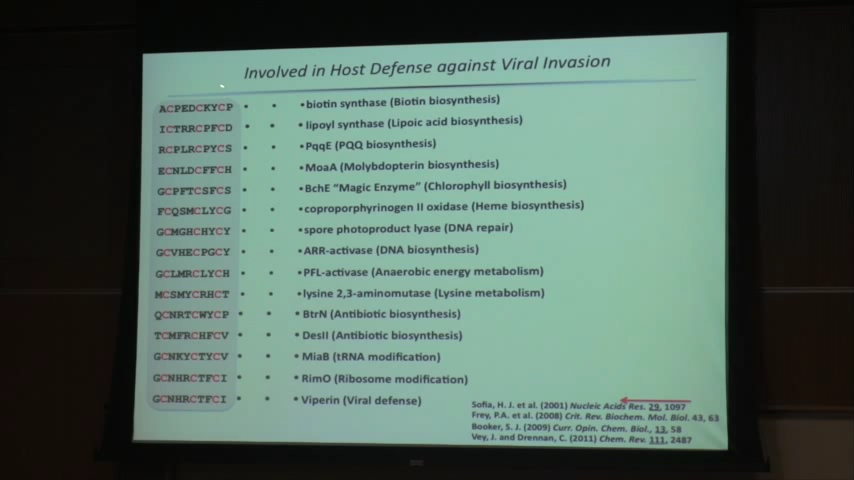 Involved in Host Defense against Viral Invasion
ACPEDCKYCP • • • biotin synthase (Biotin biosynthesis)
ICTRRCPFCD • • • lipoyl synthase (Lipoic acid biosynthesis)
RCPLRCPYCS • • • PqqE (PQQ biosynthesis)
ECNLDCFFCH • • • MoaA (Molybdopterin biosynthesis)
GCPFTCSFCS • • • BchE "Magic Enzyme" (Chlorophyll biosynthesis)
FCQSMCLYCG • • • coproporphyrinogen II oxidase (Heme biosynthesis)
GCMGHCHYCY • • • spore photoproduct lyase (DNA repair)
GCVHECPGCY • • • ARR-activase (DNA biosynthesis)
GCLMRCLYCH • • • PFL-activase (Anaerobic energy metabolism)
MCSMYCRHCT • • • lysine 2,3-aminomutase (Lysine metabolism)
QCNRTCWYCP • • • BtrN (Antibiotic biosynthesis)
TCMFRCHFCV • • • DesII (Antibiotic biosynthesis)
GCNKYCTYCV • • • MiaB (tRNA modification)
GCNHRCTFCI • • • RimO (Ribosome modification)
GCNHRCTFCI • • • Viperin (Viral defense)
Sofia, H. J. et al. (2001) Nucleic Acids Res. 29, 1097
Frey, P.A. et al. (2008) Crit. Rev. Biochem. Mol. Biol. 43, 63
Booker, S. J. (2009) Curr. Opin. Chem. Biol., 13, 58
Vey, J. and Drennan, C. (2011) Chem. Rev. 111, 2487